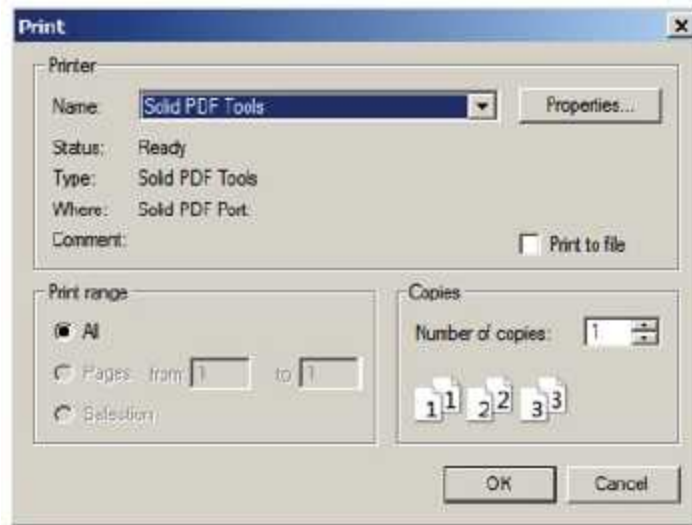 Print
Printer
Name: Solid PDF Tools Properties...
Status: Ready
Type: Solid PDF Tools
Where: Solid PDF Port
Comment:
Print to file
Print range
All
Pages from 1 to 1
Selection
Copies
Number of copies: 1
1 1 2 2 3 3
OK Cancel